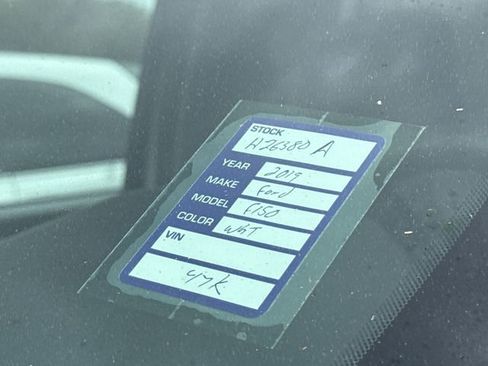 STOCK
H26380 A
YEAR 2019
MAKE Ford
MODEL F150
COLOR WHT
VIN
47K